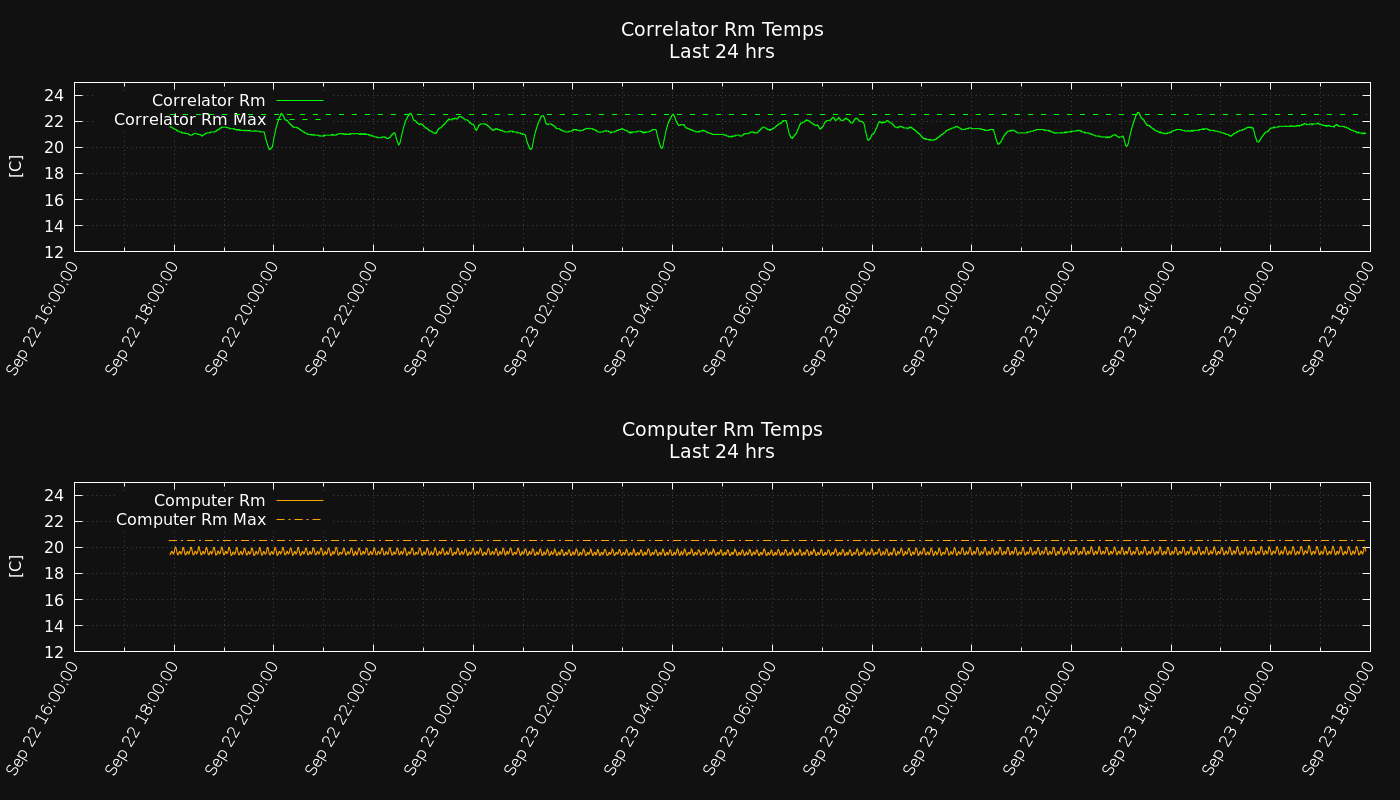 Correlator Rm Temps
Last 24 hrs
24
22
20
18
16
14
12
[C]
Correlator Rm
Correlator Rm Max
Sep 22 16:00:00
Sep 22 18:00:00
Sep 22 20:00:00
Sep 22 22:00:00
Sep 23 00:00:00
Sep 23 02:00:00
Sep 23 04:00:00
Sep 23 06:00:00
Sep 23 08:00:00
Sep 23 10:00:00
Sep 23 12:00:00
Sep 23 14:00:00
Sep 23 16:00:00
Sep 23 18:00:00
Computer Rm Temps
Last 24 hrs
24
22
20
18
16
14
12
[C]
Computer Rm
Computer Rm Max
Sep 22 16:00:00
Sep 22 18:00:00
Sep 22 20:00:00
Sep 22 22:00:00
Sep 23 00:00:00
Sep 23 02:00:00
Sep 23 04:00:00
Sep 23 06:00:00
Sep 23 08:00:00
Sep 23 10:00:00
Sep 23 12:00:00
Sep 23 14:00:00
Sep 23 16:00:00
Sep 23 18:00:00